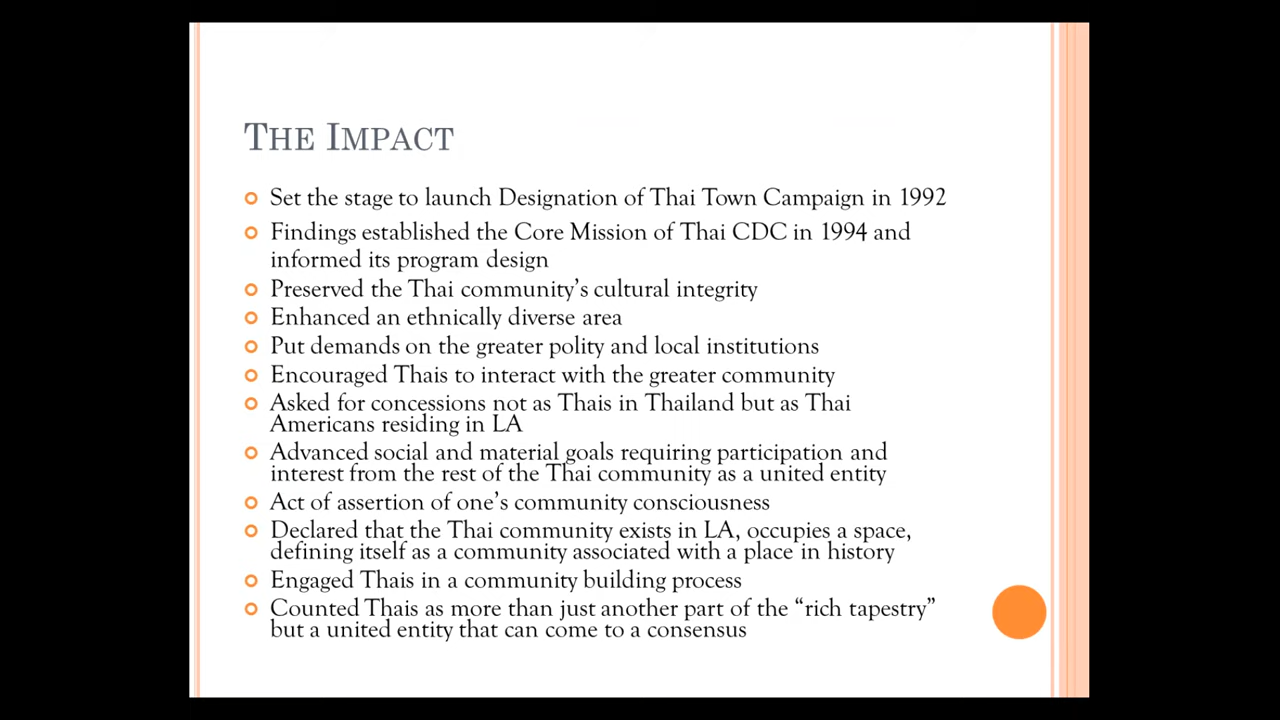 THE IMPACT
Set the stage to launch Designation of Thai Town Campaign in 1992
Findings established the Core Mission of Thai CDC in 1994 and
informed its program design
Preserved the Thai community's cultural integrity
Enhanced an ethnically diverse area
Put demands on the greater polity and local institutions
Encouraged Thais to interact with the greater community
Asked for concessions not as Thais in Thailand but as Thai
Americans residing in LA
Advanced social and material goals requiring participation and
interest from the rest of the Thai community as a united entity
Act of assertion of one's community consciousness
Declared that the Thai community exists in LA, occupies a space,
defining itself as a community associated with a place in history
Engaged Thais in a community building process
Counted Thais as more than just another part of the “rich tapestry”
but a united entity that can come to a consensus